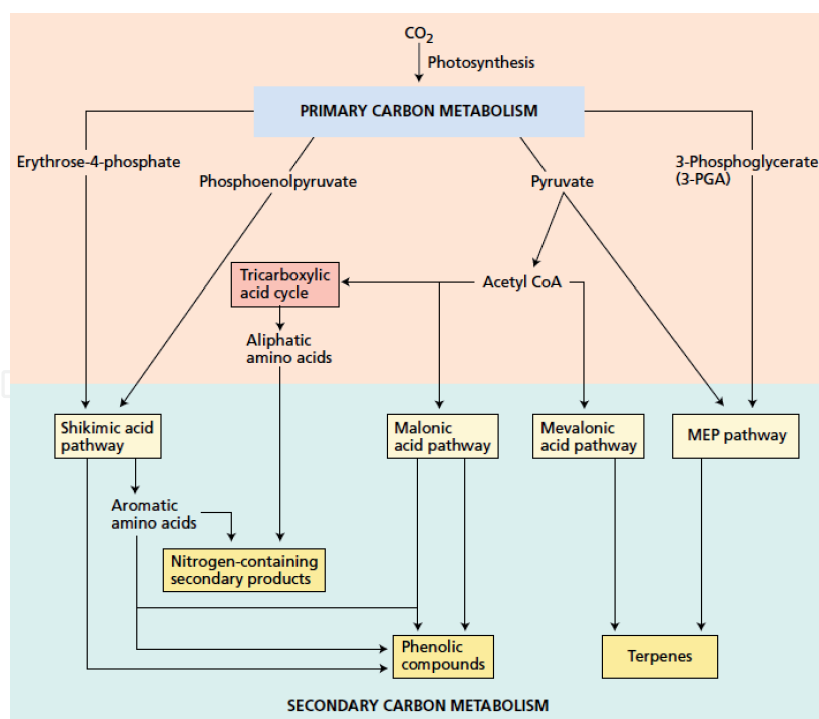 CO2
Photosynthesis
PRIMARY CARBON METABOLISM
Erythrose-4-phosphate
Phosphoenolpyruvate
Pyruvate
3-Phosphoglycerate
(3-PGA)
Tricarboxylic
acid cycle
Acetyl CoA
Aliphatic
amino acids
Shikimic acid
pathway
Malonic
acid pathway
Mevalonic
acid pathway
MEP pathway
Aromatic
amino acids
Nitrogen-containing
secondary products
Phenolic
compounds
Terpenes
SECONDARY CARBON METABOLISM